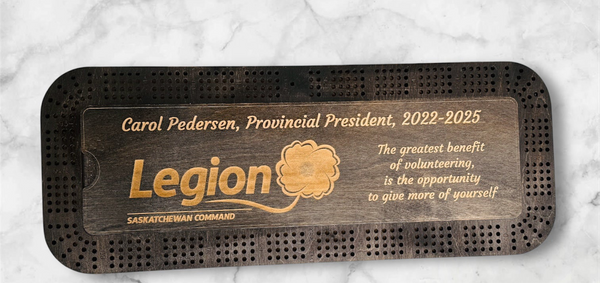 Carol Pedersen, Provincial President, 2022-2025
Legion
SASKATCHEWAN COMMAND
The greatest benefit
of volunteering,
is the opportunity
to give more of yourself